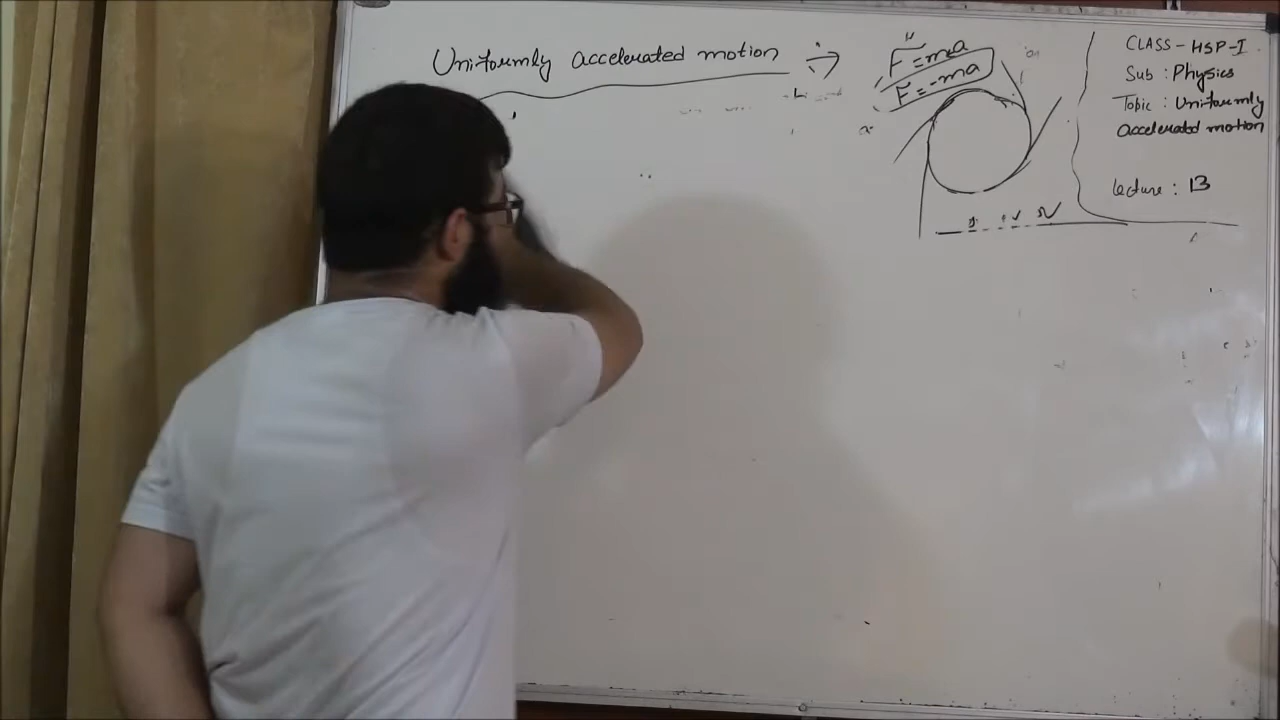 Uniformly accelerated motion
F=ma
F=-ma
CLASS-HSP-I
Sub : Physics
Topic : Uniformly
accelerated motion
Lecture : 13